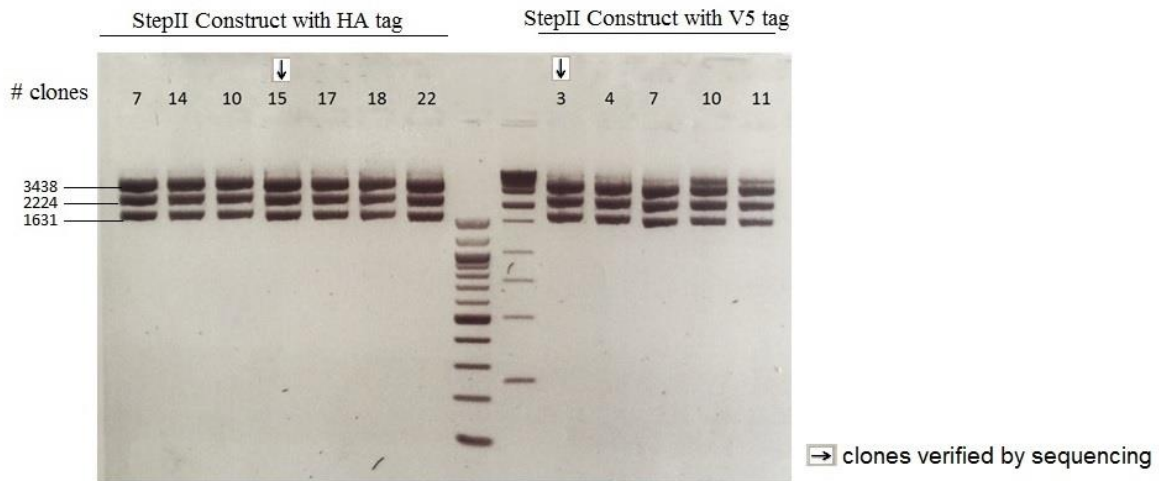 StepII Construct with HA tag
StepII Construct with V5 tag
# clones
7 14 10 15 17 18 22
3 4 7 10 11
3438
2224
1631
→ clones verified by sequencing